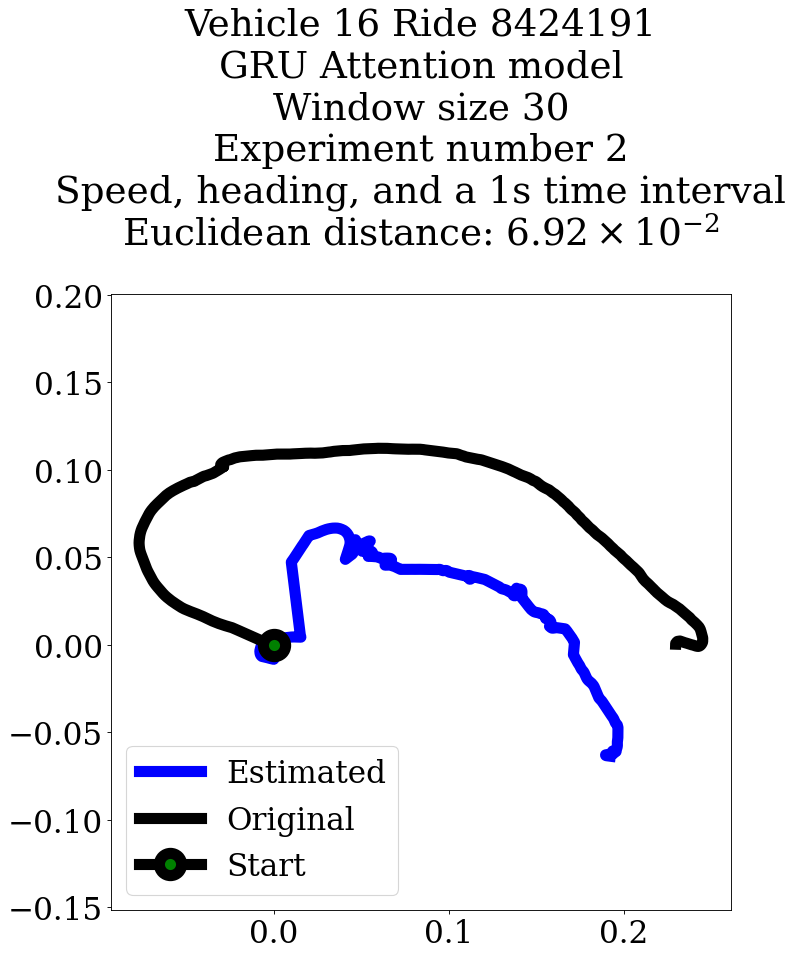 Vehicle 16 Ride 8424191
GRU Attention model
Window size 30
Experiment number 2
Speed, heading, and a 1s time interval
Euclidean distance: 6.92 × 10⁻²
0.20
0.15
0.10
0.05
0.00
−0.05
−0.10
−0.15
Estimated
Original
Start
0.0 0.1 0.2